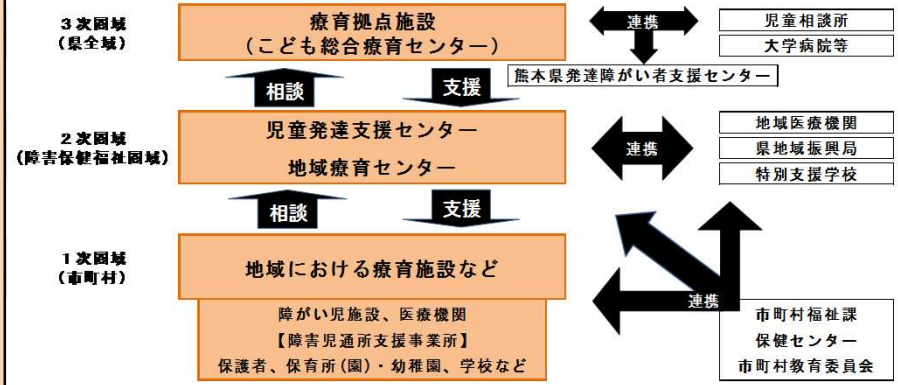 3次圏域
(県全域)
療育拠点施設
(こども総合療育センター)
連携
児童相談所
大学病院等
熊本県発達障がい者支援センター
相談
支援
2次圏域
(障害保健福祉圏域)
児童発達支援センター
地域療育センター
連携
地域医療機関
県地域振興局
特別支援学校
相談
支援
1次圏域
(市町村)
地域における療育施設など
障がい児施設、医療機関
【障害児通所支援事業所】
保護者、保育所(園)・幼稚園、学校など
連携
市町村福祉課
保健センター
市町村教育委員会